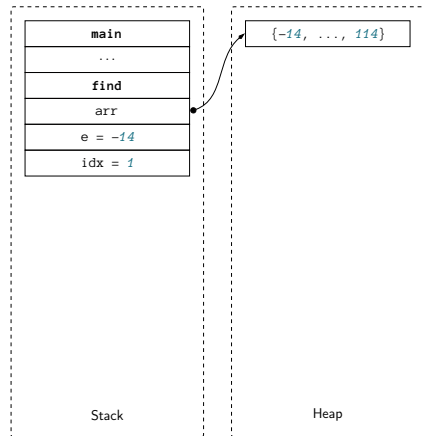 main
...
find
arr
e = -14
idx = 1
Stack
{-14, ..., 114}
Heap